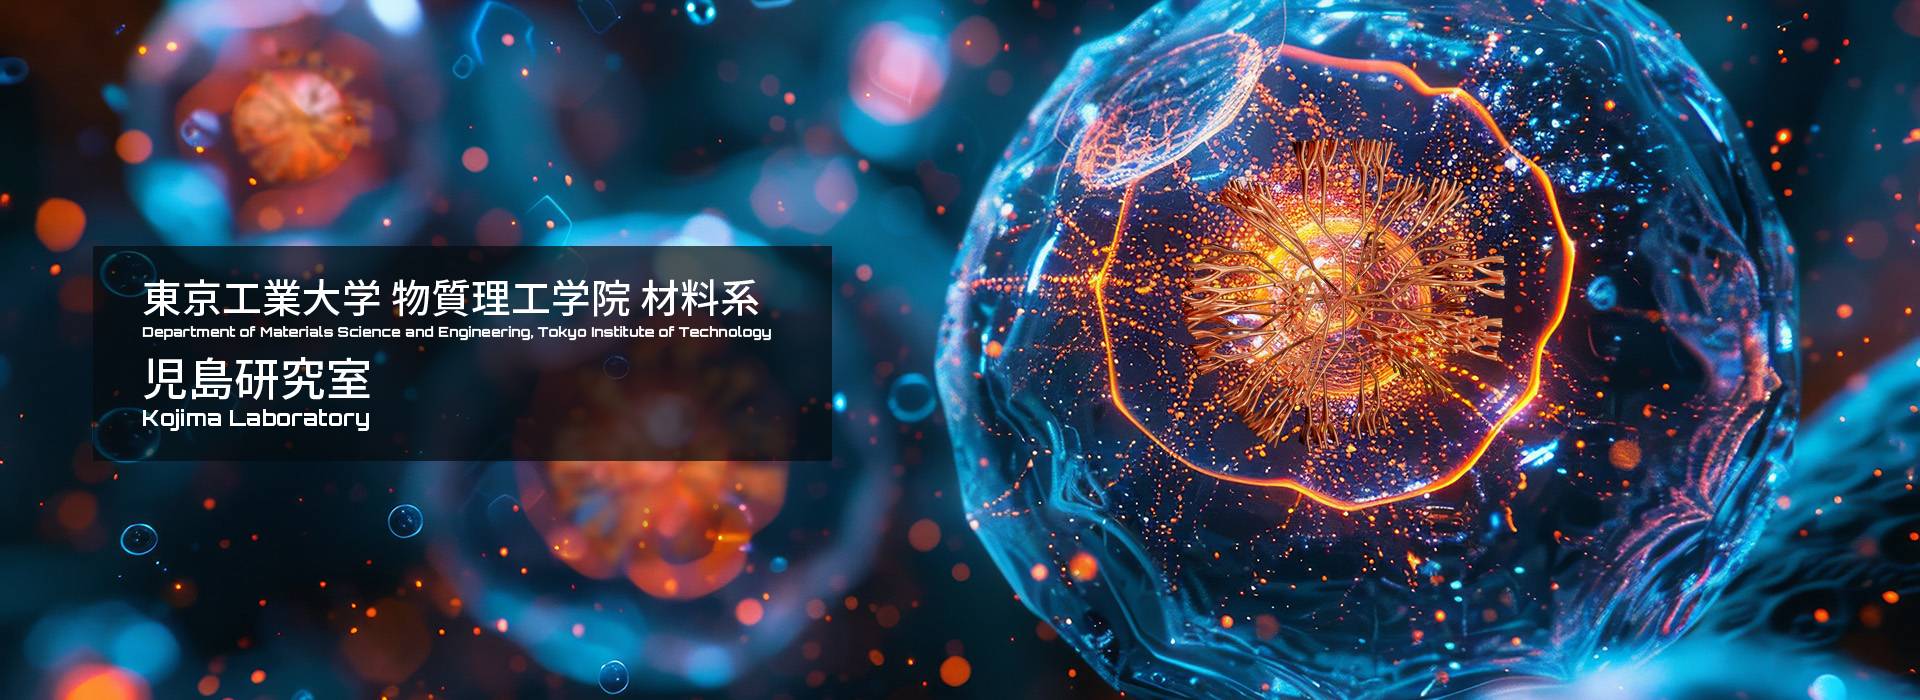 東京工業大学 物質理工学院 材料系
Department of Materials Science and Engineering, Tokyo Institute of Technology
児島研究室
Kojima Laboratory